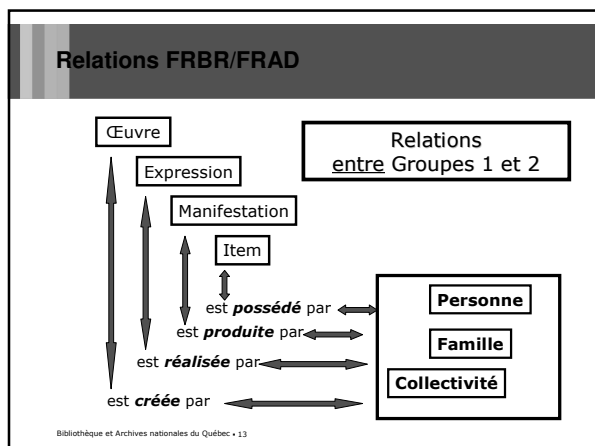 Relations FRBR/FRAD
Œuvre
Relations
entre Groupes 1 et 2
Expression
Manifestation
Item
est possédé par
Personne
est produite par
Famille
est réalisée par
Collectivité
est créée par
Bibliothèque et Archives nationales du Québec • 13